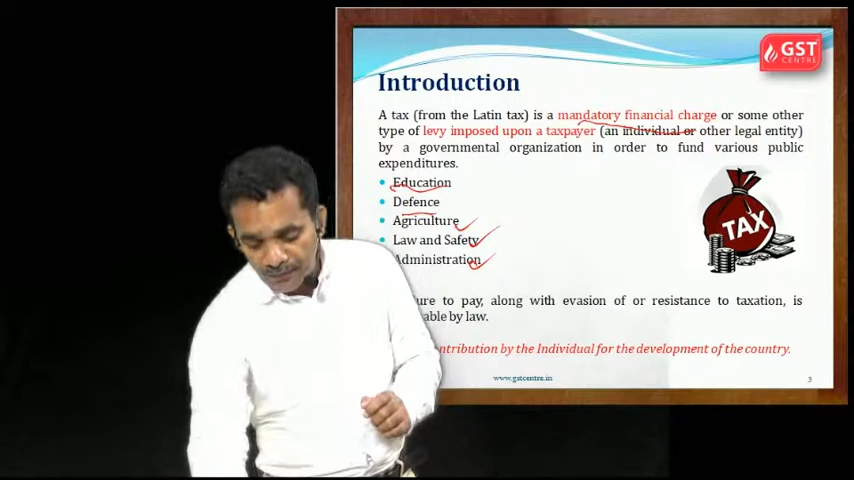 GST
CENTRE
Introduction
A tax (from the Latin tax) is a mandatory financial charge or some other
type of levy imposed upon a taxpayer (an individual or other legal entity)
by a governmental organization in order to fund various public
expenditures.
Education
Defence
Agriculture
Law and Safety
Administration
TAX
to pay, along with evasion of or resistance to taxation, is
by law.
by the Individual for the development of the country.
www.gstcentre.in
3